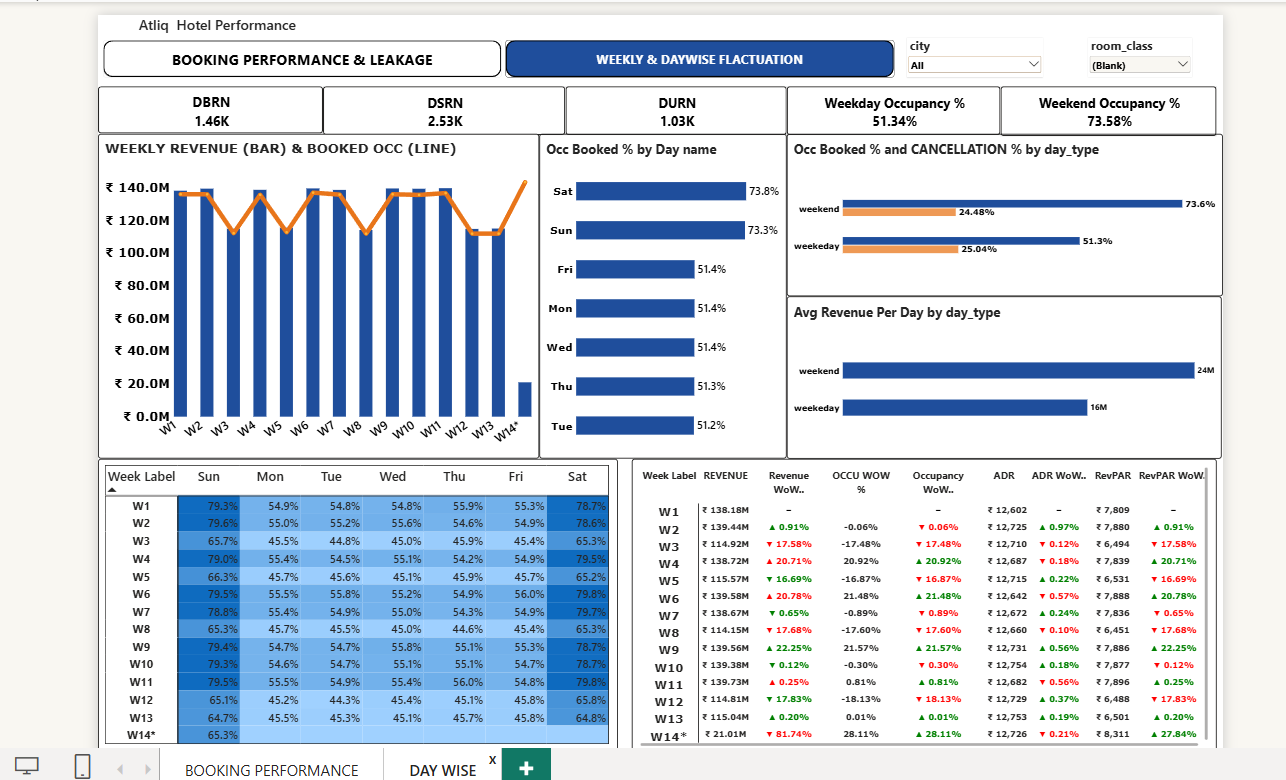 Atliq Hotel Performance
BOOKING PERFORMANCE & LEAKAGE
WEEKLY & DAYWISE FLACTUATION
city
All
room_class
(Blank)
DBRN
1.46K
DSRN
2.53K
DURN
1.03K
Weekday Occupancy %
51.34%
Weekend Occupancy %
73.58%
WEEKLY REVENUE (BAR) & BOOKED OCC (LINE)
₹ 140.0M
₹ 120.0M
₹ 100.0M
₹ 80.0M
₹ 60.0M
₹ 40.0M
₹ 20.0M
₹ 0.0M
W1 W2 W3 W4 W5 W6 W7 W8 W9 W10 W11 W12 W13 W14*
Occ Booked % by Day name
Sat 73.8%
Sun 73.3%
Fri 51.4%
Mon 51.4%
Wed 51.4%
Thu 51.3%
Tue 51.2%
Occ Booked % and CANCELLATION % by day_type
weekend 73.6%
24.48%
weekeday 51.3%
25.04%
Avg Revenue Per Day by day_type
weekend 24M
weekeday 16M
Week Label Sun Mon Tue Wed Thu Fri Sat
W1 79.3% 54.9% 54.8% 54.8% 55.9% 55.3% 78.7%
W2 79.6% 55.0% 55.2% 55.6% 54.6% 54.9% 78.6%
W3 65.7% 45.5% 44.8% 45.0% 45.9% 45.4% 65.3%
W4 79.0% 55.4% 54.5% 55.1% 54.2% 54.9% 79.5%
W5 66.3% 45.7% 45.6% 45.1% 45.9% 45.7% 65.2%
W6 79.5% 55.5% 55.8% 55.2% 54.9% 56.0% 79.8%
W7 78.8% 55.4% 54.9% 55.0% 54.3% 54.9% 79.7%
W8 65.3% 45.7% 45.5% 45.0% 44.6% 45.4% 65.3%
W9 79.4% 54.7% 54.7% 55.8% 55.1% 55.3% 78.7%
W10 79.3% 54.6% 54.7% 55.1% 55.1% 54.7% 78.7%
W11 79.5% 55.5% 54.9% 55.4% 56.0% 54.8% 79.8%
W12 65.1% 45.2% 44.3% 45.4% 45.1% 45.8% 65.8%
W13 64.7% 45.5% 45.3% 45.1% 45.7% 45.8% 64.8%
W14* 65.3%
Week Label REVENUE Revenue WoW.. OCCU WOW % Occupancy WoW.. ADR ADR WoW.. RevPAR RevPAR WoW.
W1 ₹ 138.18M – – ₹ 12,602 – ₹ 7,809 –
W2 ₹ 139.44M ▲ 0.91% -0.06% ▼ 0.06% ₹ 12,725 ▲ 0.97% ₹ 7,880 ▲ 0.91%
W3 ₹ 114.92M ▼ 17.58% -17.48% ▼ 17.48% ₹ 12,710 ▼ 0.12% ₹ 6,494 ▼ 17.58%
W4 ₹ 138.72M ▲ 20.71% 20.92% ▲ 20.92% ₹ 12,687 ▼ 0.18% ₹ 7,839 ▲ 20.71%
W5 ₹ 115.57M ▼ 16.69% -16.87% ▼ 16.87% ₹ 12,715 ▲ 0.22% ₹ 6,531 ▼ 16.69%
W6 ₹ 139.58M ▲ 20.78% 21.48% ▲ 21.48% ₹ 12,642 ▼ 0.57% ₹ 7,888 ▲ 20.78%
W7 ₹ 138.67M ▼ 0.65% -0.89% ▼ 0.89% ₹ 12,672 ▲ 0.24% ₹ 7,836 ▼ 0.65%
W8 ₹ 114.15M ▼ 17.68% -17.60% ▼ 17.60% ₹ 12,660 ▼ 0.10% ₹ 6,451 ▼ 17.68%
W9 ₹ 139.56M ▲ 22.25% 21.57% ▲ 21.57% ₹ 12,731 ▲ 0.56% ₹ 7,886 ▲ 22.25%
W10 ₹ 139.38M ▼ 0.12% -0.30% ▼ 0.30% ₹ 12,754 ▲ 0.18% ₹ 7,877 ▼ 0.12%
W11 ₹ 139.73M ▲ 0.25% 0.81% ▲ 0.81% ₹ 12,682 ▼ 0.56% ₹ 7,896 ▲ 0.25%
W12 ₹ 114.81M ▼ 17.83% -18.13% ▼ 18.13% ₹ 12,729 ▲ 0.37% ₹ 6,488 ▼ 17.83%
W13 ₹ 115.04M ▲ 0.20% 0.01% ▲ 0.01% ₹ 12,753 ▲ 0.19% ₹ 6,501 ▲ 0.20%
W14* ₹ 21.01M ▼ 81.74% 28.11% ▲ 28.11% ₹ 12,726 ▼ 0.21% ₹ 8,311 ▲ 27.84%
BOOKING PERFORMANCE
DAY WISE X